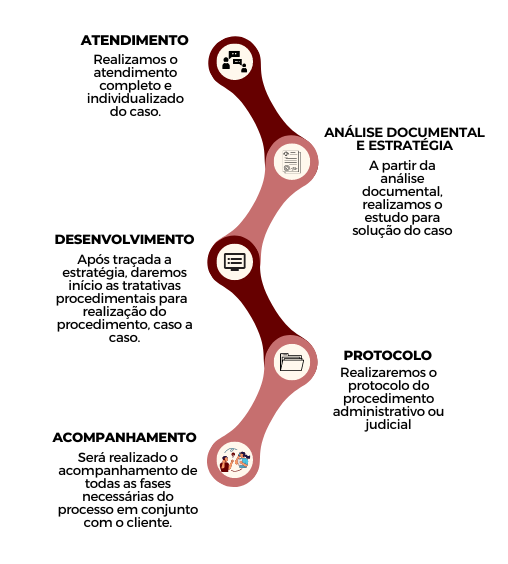 ATENDIMENTO
Realizamos o
atendimento
completo e
individualizado
do caso.
ANÁLISE DOCUMENTAL
E ESTRATÉGIA
A partir da
análise
documental,
realizamos o
estudo para
solução do caso
DESENVOLVIMENTO
Após traçada a
estratégia, daremos
início as tratativas
procedimentais para
realização do
procedimento, caso a
caso.
PROTOCOLO
Realizaremos o
protocolo do
procedimento
administrativo ou
judicial
ACOMPANHAMENTO
Será realizado o
acompanhamento de
todas as fases
necessárias do
processo em conjunto
com o cliente.